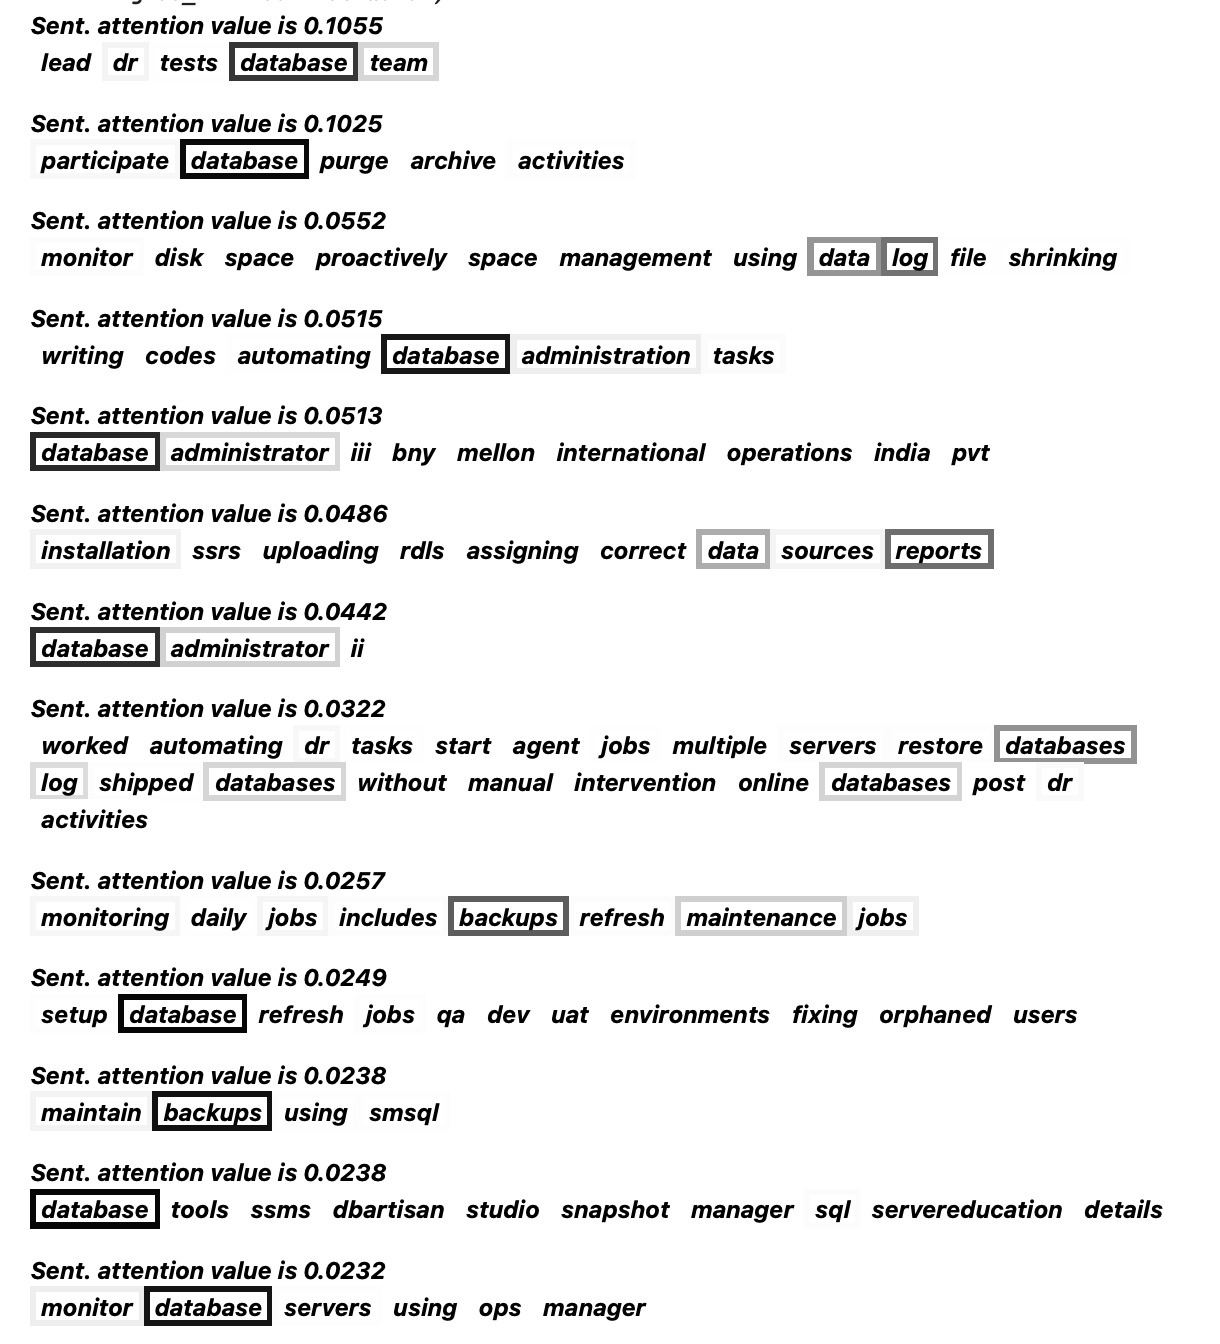 Sent. attention value is 0.1055
lead dr tests database team
Sent. attention value is 0.1025
participate database purge archive activities
Sent. attention value is 0.0552
monitor disk space proactively space management using data log file shrinking
Sent. attention value is 0.0515
writing codes automating database administration tasks
Sent. attention value is 0.0513
database administrator iii bny mellon international operations india pvt
Sent. attention value is 0.0486
installation ssrs uploading rdls assigning correct data sources reports
Sent. attention value is 0.0442
database administrator ii
Sent. attention value is 0.0322
worked automating dr tasks start agent jobs multiple servers restore databases
log shipped databases without manual intervention online databases post dr
activities
Sent. attention value is 0.0257
monitoring daily jobs includes backups refresh maintenance jobs
Sent. attention value is 0.0249
setup database refresh jobs qa dev uat environments fixing orphaned users
Sent. attention value is 0.0238
maintain backups using smsql
Sent. attention value is 0.0238
database tools ssms dbartisan studio snapshot manager sql servereducation details
Sent. attention value is 0.0232
monitor database servers using ops manager